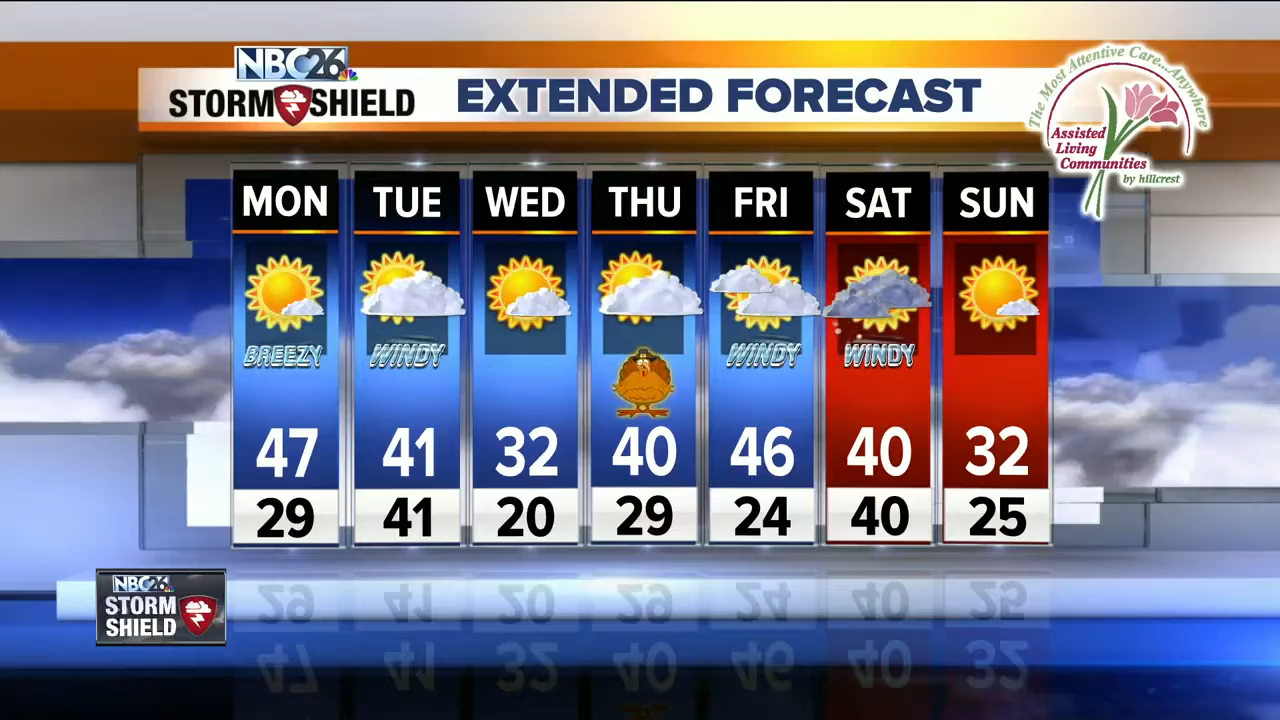 NBC26
STORM SHIELD
EXTENDED FORECAST
The Most Attentive Care...Anywhere
Assisted
Living
Communities
by hillcrest
MON TUE WED THU FRI SAT SUN
BREEZY WINDY WINDY WINDY
47 41 32 40 46 40 32
29 41 20 29 24 40 25
NBC26
STORM
SHIELD